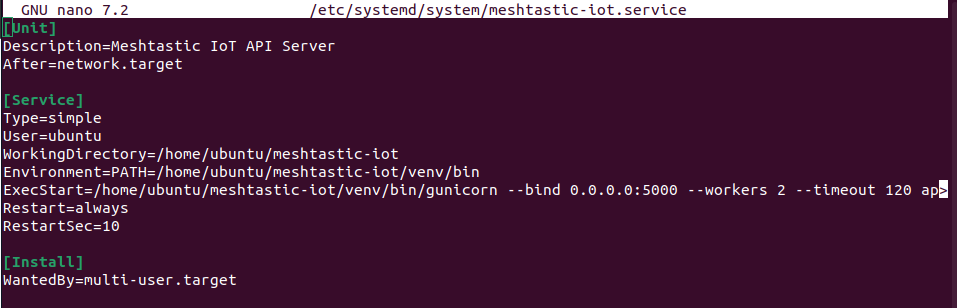 GNU nano 7.2 /etc/systemd/system/meshtastic-iot.service
[Unit]
Description=Meshtastic IoT API Server
After=network.target
[Service]
Type=simple
User=ubuntu
WorkingDirectory=/home/ubuntu/meshtastic-iot
Environment=PATH=/home/ubuntu/meshtastic-iot/venv/bin
ExecStart=/home/ubuntu/meshtastic-iot/venv/bin/gunicorn --bind 0.0.0.0:5000 --workers 2 --timeout 120 ap>
Restart=always
RestartSec=10
[Install]
WantedBy=multi-user.target